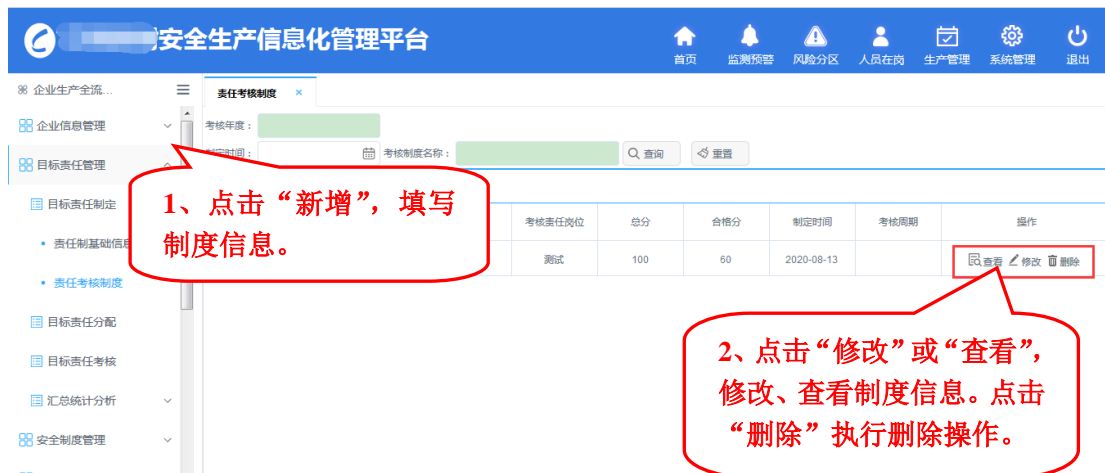 安全生产信息化管理平台
首页 监测预警 风险分区 人员在岗 生产管理 系统管理 退出
企业生产全流...
责任考核制度 ×
企业信息管理
考核年度：
制定时间： 考核制度名称： 查询 重置
目标责任管理
目标责任制定
责任制基础信息
责任考核制度
目标责任分配
目标责任考核
汇总统计分析
安全制度管理
考核责任岗位 总分 合格分 制定时间 考核周期 操作
测试 100 60 2020-08-13 查看 修改 删除
1、点击“新增”，填写
制度信息。
2、点击“修改”或“查看”，
修改、查看制度信息。点击
“删除”执行删除操作。